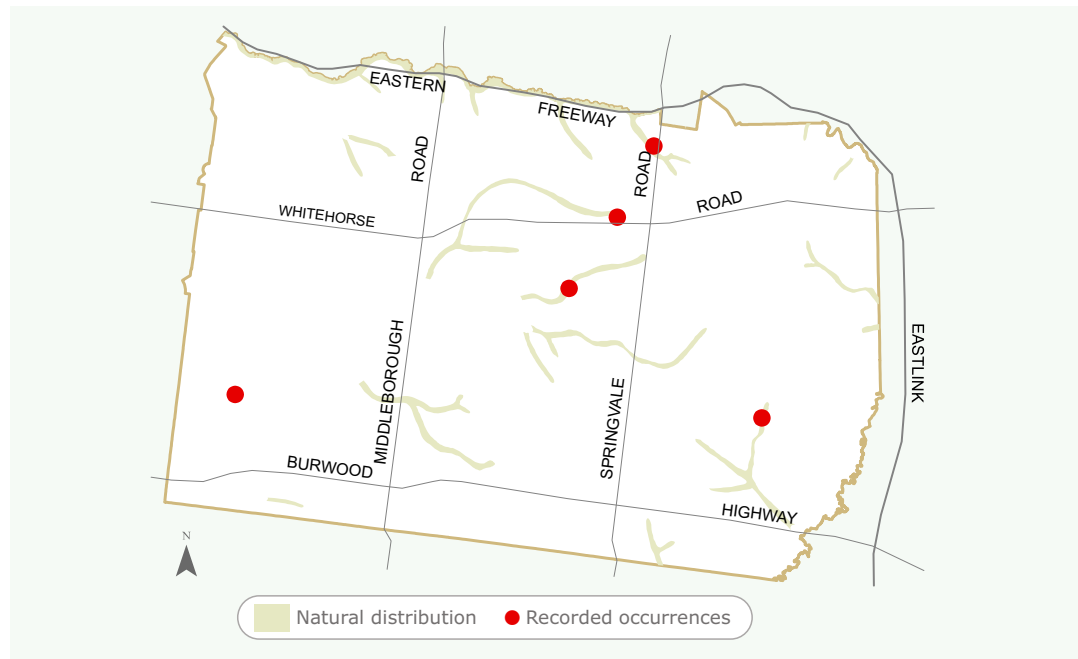 EASTERN
FREEWAY
ROAD
ROAD
ROAD
WHITEHORSE
MIDDLEBOROUGH
SPRINGVALE
EASTLINK
BURWOOD
HIGHWAY
N
Natural distribution
Recorded occurrences